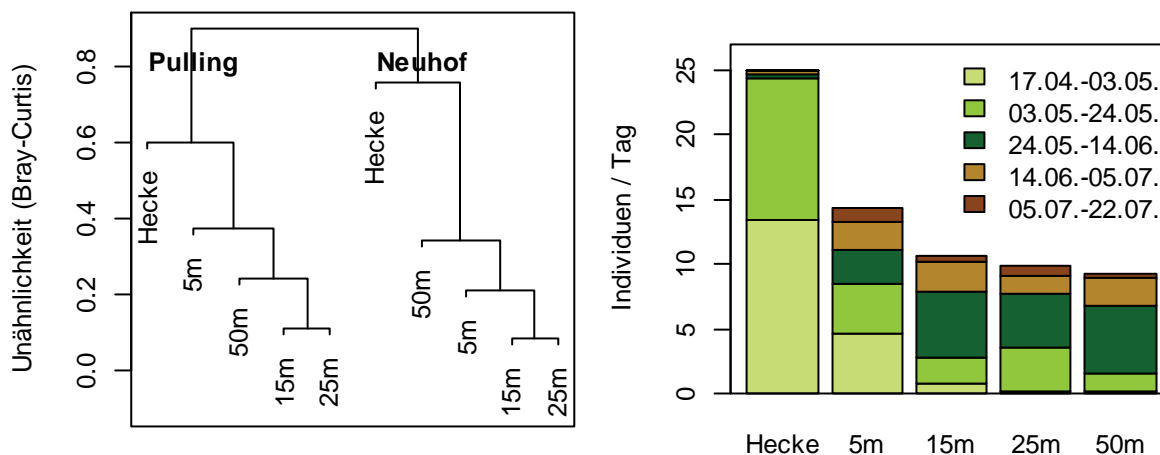 Unähnlichkeit (Bray-Curtis)
0.0
0.2
0.4
0.6
0.8
Pulling
Neuhof
Hecke
5m
50m
15m
25m
Hecke
50m
5m
15m
25m
Individuen / Tag
0
5
10
15
20
25
17.04.-03.05.
03.05.-24.05.
24.05.-14.06.
14.06.-05.07.
05.07.-22.07.
Hecke 5m 15m 25m 50m